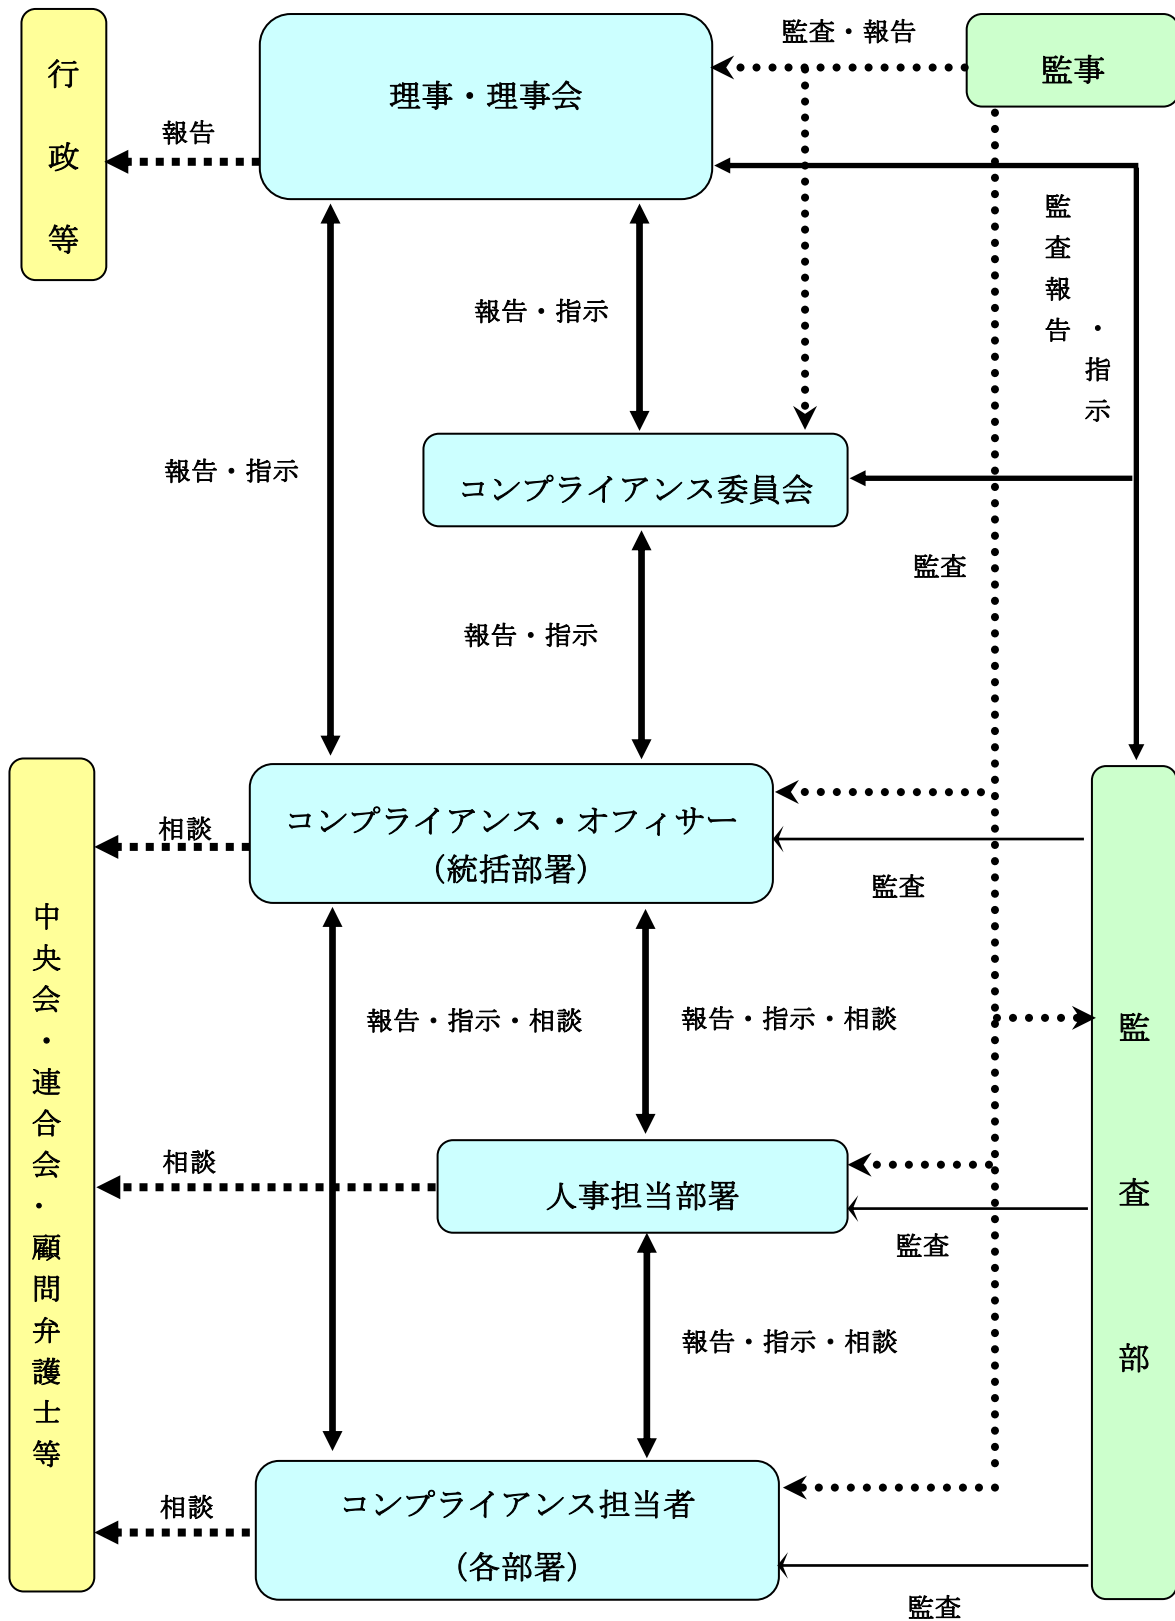 行政等
報告
理事・理事会
監査・報告
監事
監査報告
・指示
報告・指示
報告・指示
コンプライアンス委員会
監査
報告・指示
コンプライアンス・オフィサー
（統括部署）
相談
監査
中央会・連合会・顧問弁護士等
報告・指示・相談
報告・指示・相談
監査部
相談
人事担当部署
監査
報告・指示・相談
相談
コンプライアンス担当者
（各部署）
監査